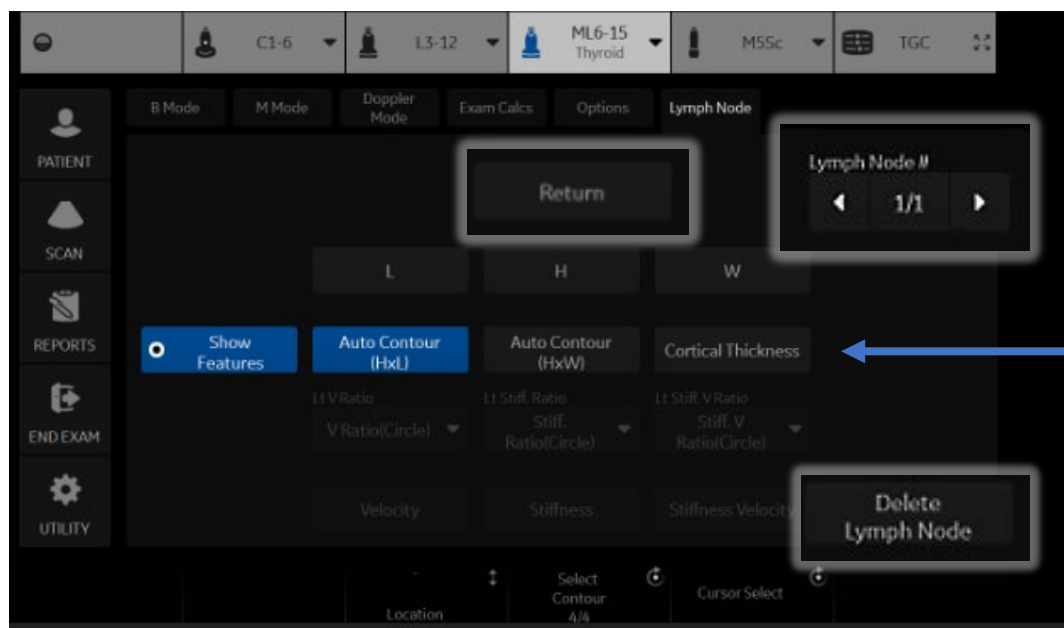 C1-6
L3-12
ML6-15
Thyroid
M5Sc
TGC
PATIENT
SCAN
REPORTS
END EXAM
UTILITY
B Mode
M Mode
Doppler
Mode
Exam Calcs
Options
Lymph Node
Return
Lymph Node #
1/1
L
H
W
Show
Features
Auto Contour
(HxL)
Auto Contour
(HxW)
Cortical Thickness
Lt V Ratio
V Ratio(Circle)
Lt Stiff. Ratio
Stiff.
Ratio(Circle)
Lt Stiff. V Ratio
Stiff. V
Ratio(Circle)
Velocity
Stiffness
Stiffness Velocity
Delete
Lymph Node
-
Location
Select
Contour
4/4
Cursor Select